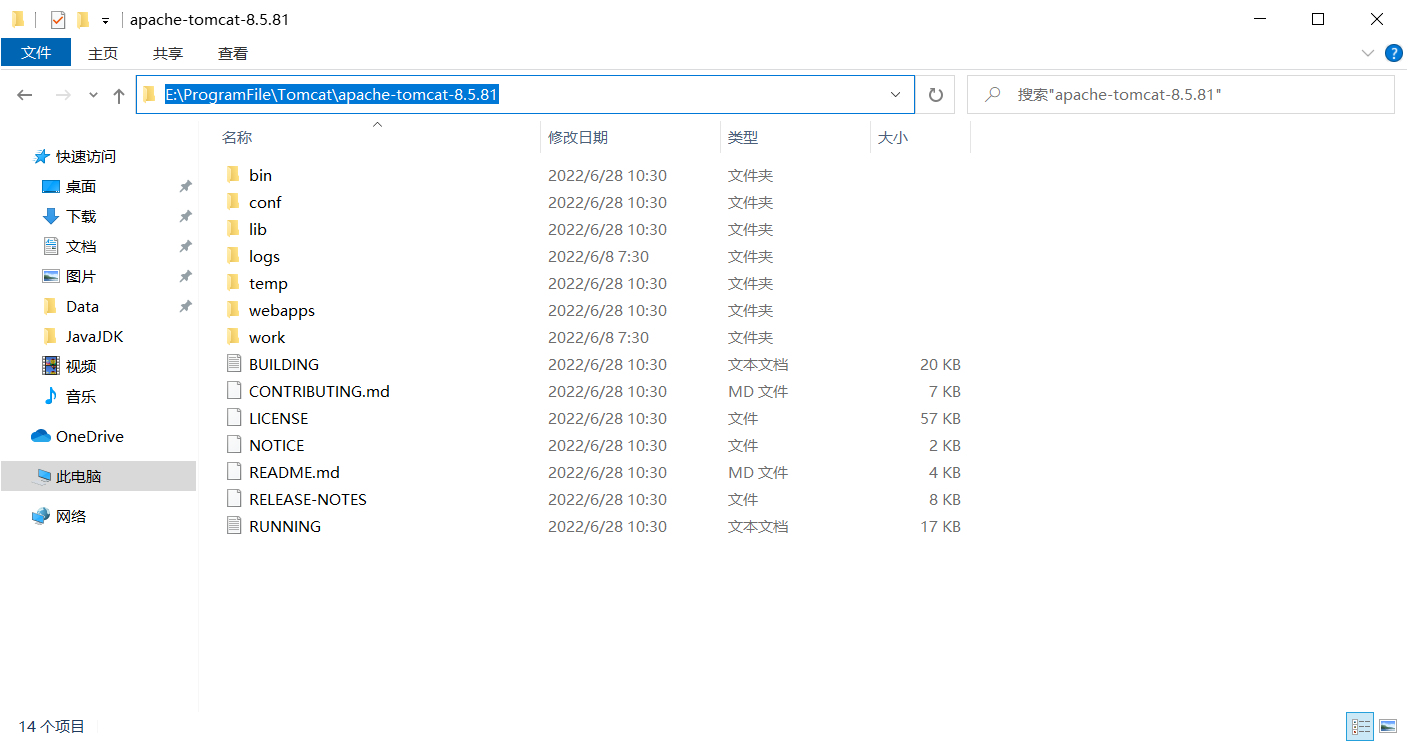 apache-tomcat-8.5.81
文件 主页 共享 查看
E:\ProgramFile\Tomcat\apache-tomcat-8.5.81 搜索"apache-tomcat-8.5.81"
名称 修改日期 类型 大小
快速访问
桌面
下载
文档
图片
Data
JavaJDK
视频
音乐
OneDrive
此电脑
网络
bin 2022/6/28 10:30 文件夹
conf 2022/6/28 10:30 文件夹
lib 2022/6/28 10:30 文件夹
logs 2022/6/8 7:30 文件夹
temp 2022/6/28 10:30 文件夹
webapps 2022/6/28 10:30 文件夹
work 2022/6/8 7:30 文件夹
BUILDING 2022/6/28 10:30 文本文档 20 KB
CONTRIBUTING.md 2022/6/28 10:30 MD 文件 7 KB
LICENSE 2022/6/28 10:30 文件 57 KB
NOTICE 2022/6/28 10:30 文件 2 KB
README.md 2022/6/28 10:30 MD 文件 4 KB
RELEASE-NOTES 2022/6/28 10:30 文件 8 KB
RUNNING 2022/6/28 10:30 文本文档 17 KB
14 个项目